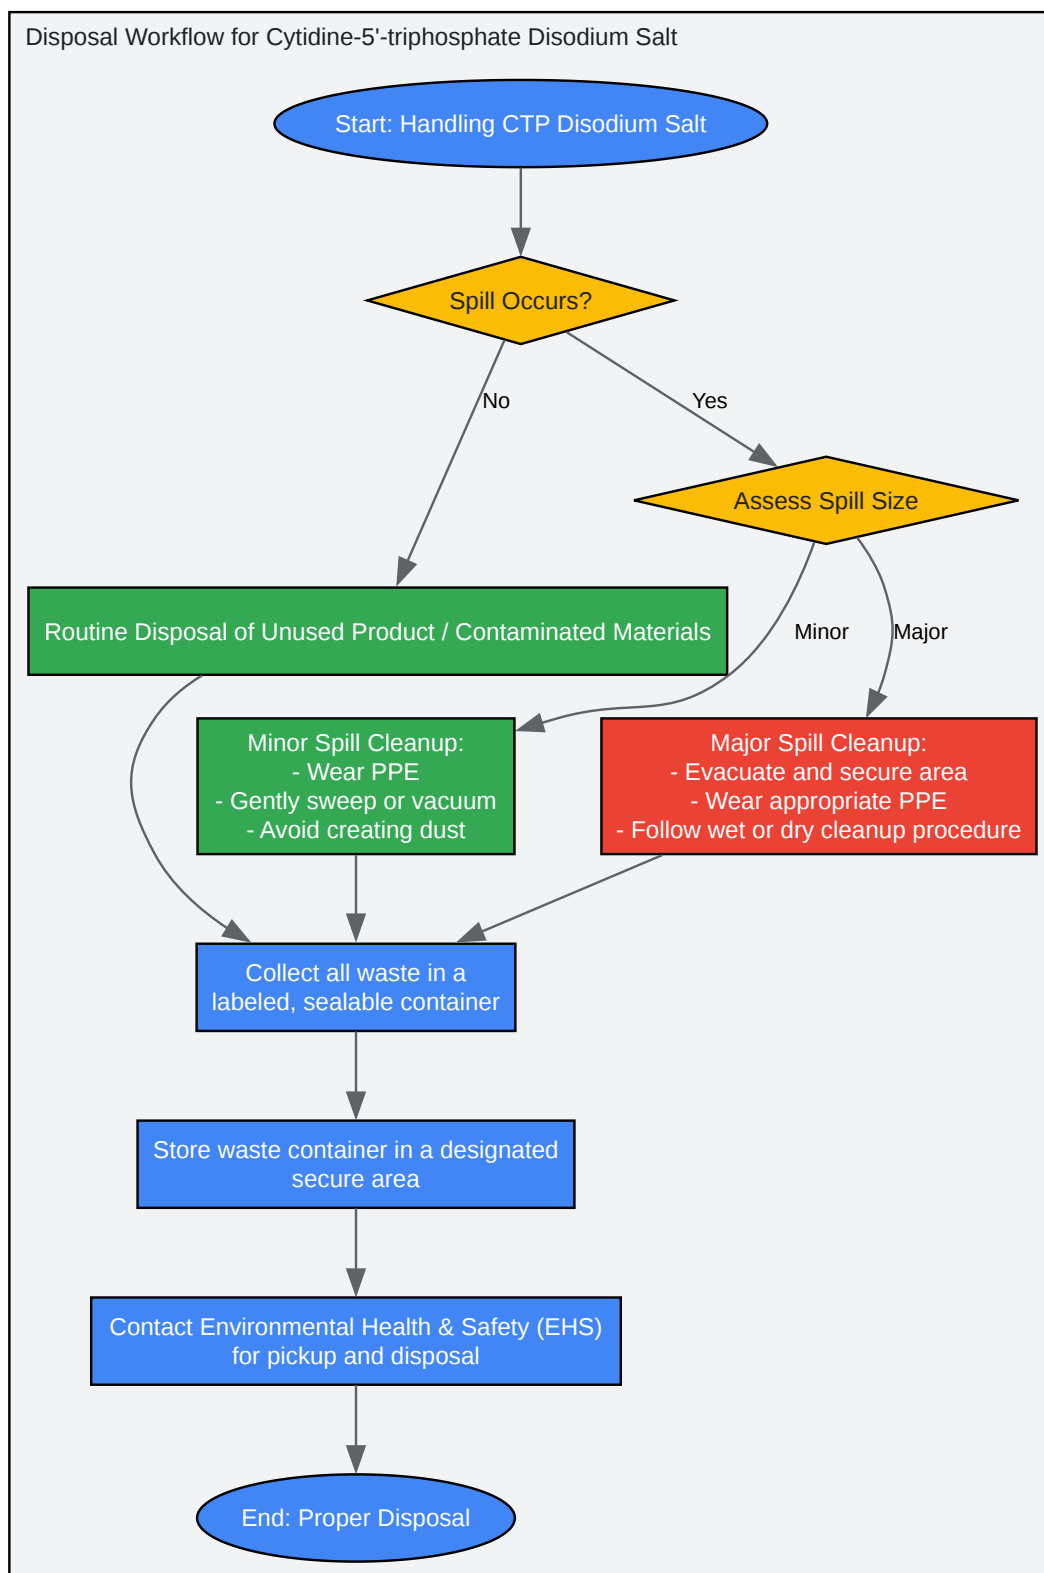 Disposal Workflow for Cytidine-5'-triphosphate Disodium Salt
Start: Handling CTP Disodium Salt
Spill Occurs?
No
Yes
Assess Spill Size
Routine Disposal of Unused Product / Contaminated Materials
Minor
Major
Minor Spill Cleanup:
- Wear PPE
- Gently sweep or vacuum
- Avoid creating dust
Major Spill Cleanup:
- Evacuate and secure area
- Wear appropriate PPE
- Follow wet or dry cleanup procedure
Collect all waste in a
labeled, sealable container
Store waste container in a designated
secure area
Contact Environmental Health & Safety (EHS)
for pickup and disposal
End: Proper Disposal